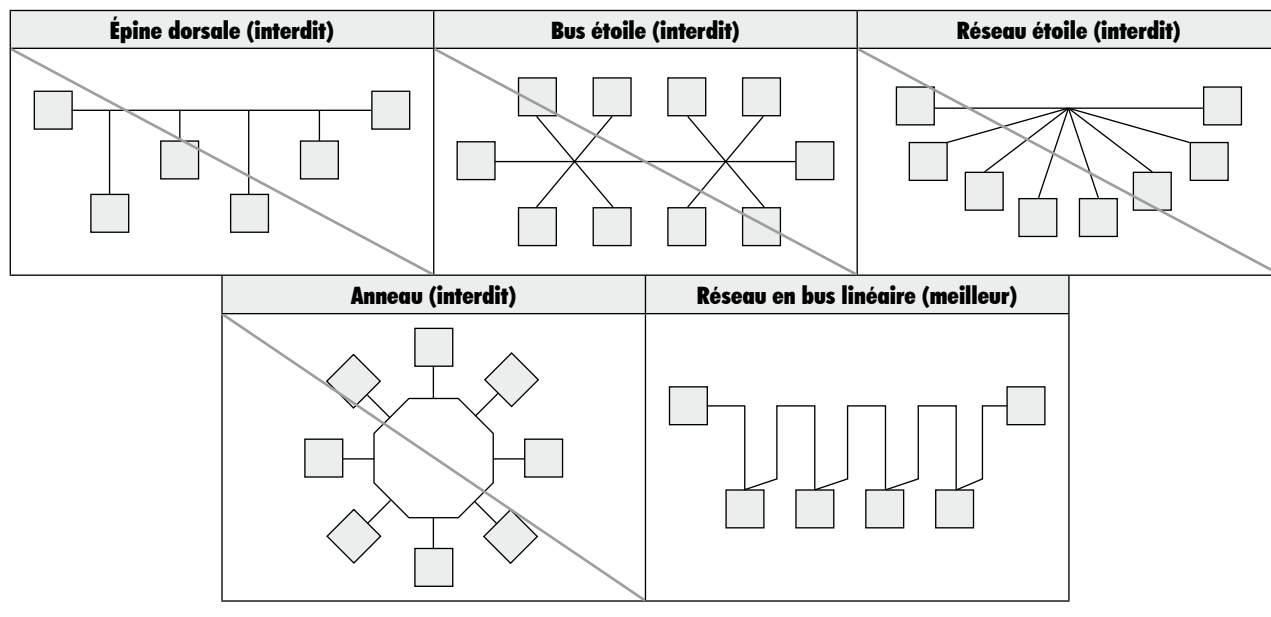 Épine dorsale (interdit)
Bus étoile (interdit)
Réseau étoile (interdit)
Anneau (interdit)
Réseau en bus linéaire (meilleur)